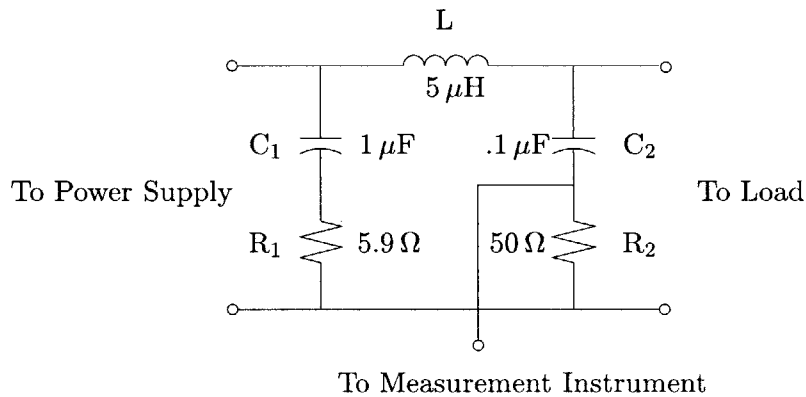 L
5 μH
C₁ 1 μF .1 μF C₂
To Power Supply To Load
R₁ 5.9 Ω 50 Ω R₂
To Measurement Instrument